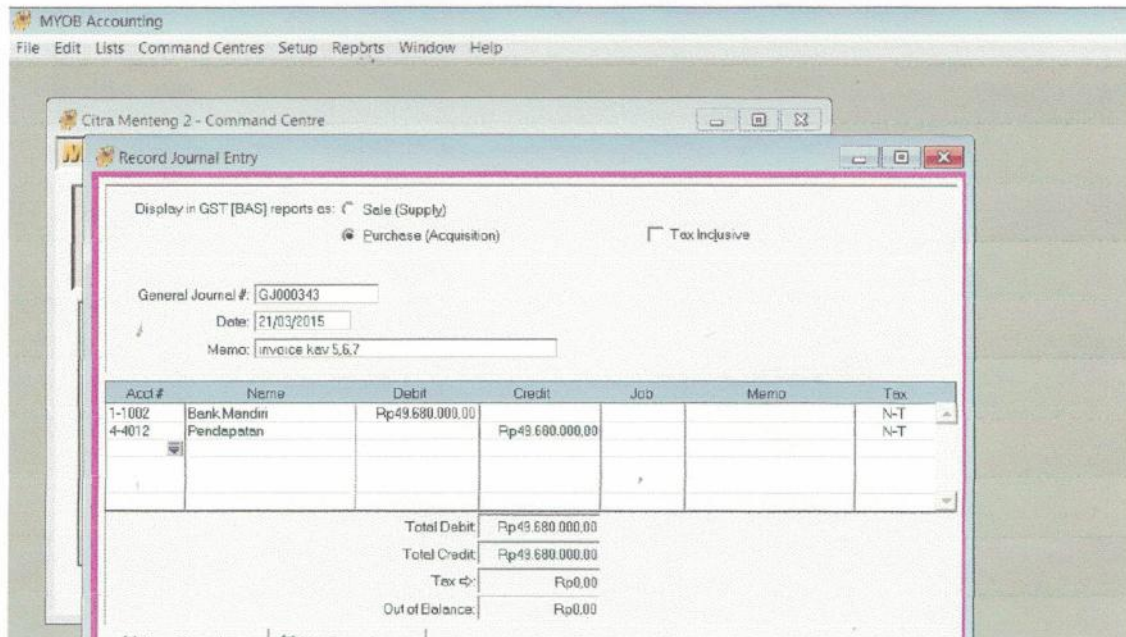 MYOB Accounting
File Edit Lists Command Centres Setup Reports Window Help
Citra Menteng 2 - Command Centre
Record Journal Entry
Display in GST [BAS] reports as: Sale (Supply)
Purchase (Acquisition) Tax Inclusive
General Journal #: GJ000343
Date: 21/03/2015
Memo: invoice kav 5,6,7
Acct # Name Debit Credit Job Memo Tax
1-1002 Bank Mandiri Rp49.680.000,00 N-T
4-4012 Pendapatan Rp49.680.000,00 N-T
Total Debit: Rp49.680.000,00
Total Credit: Rp49.680.000,00
Tax ⇨: Rp0,00
Out of Balance: Rp0,00